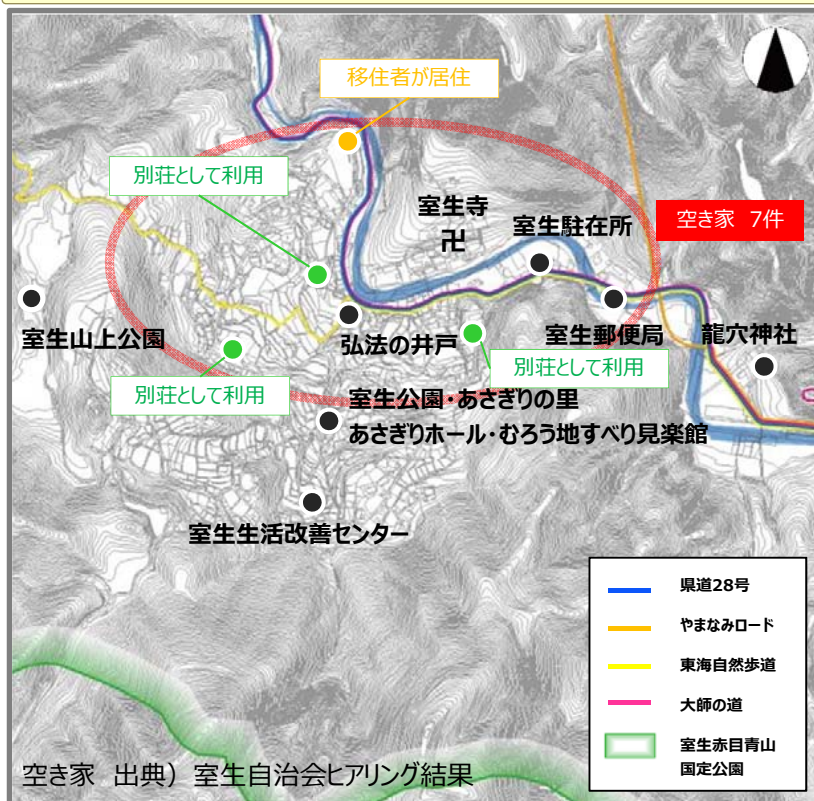 移住者が居住
別荘として利用
室生寺
卍
室生駐在所
空き家 7件
室生山上公園
弘法の井戸
室生郵便局
龍穴神社
別荘として利用
別荘として利用
室生公園・あさぎりの里
あさぎりホール・むろう地すべり見楽館
室生生活改善センター
県道28号
やまなみロード
東海自然歩道
大師の道
室生赤目青山
国定公園
空き家 出典) 室生自治会ヒアリング結果